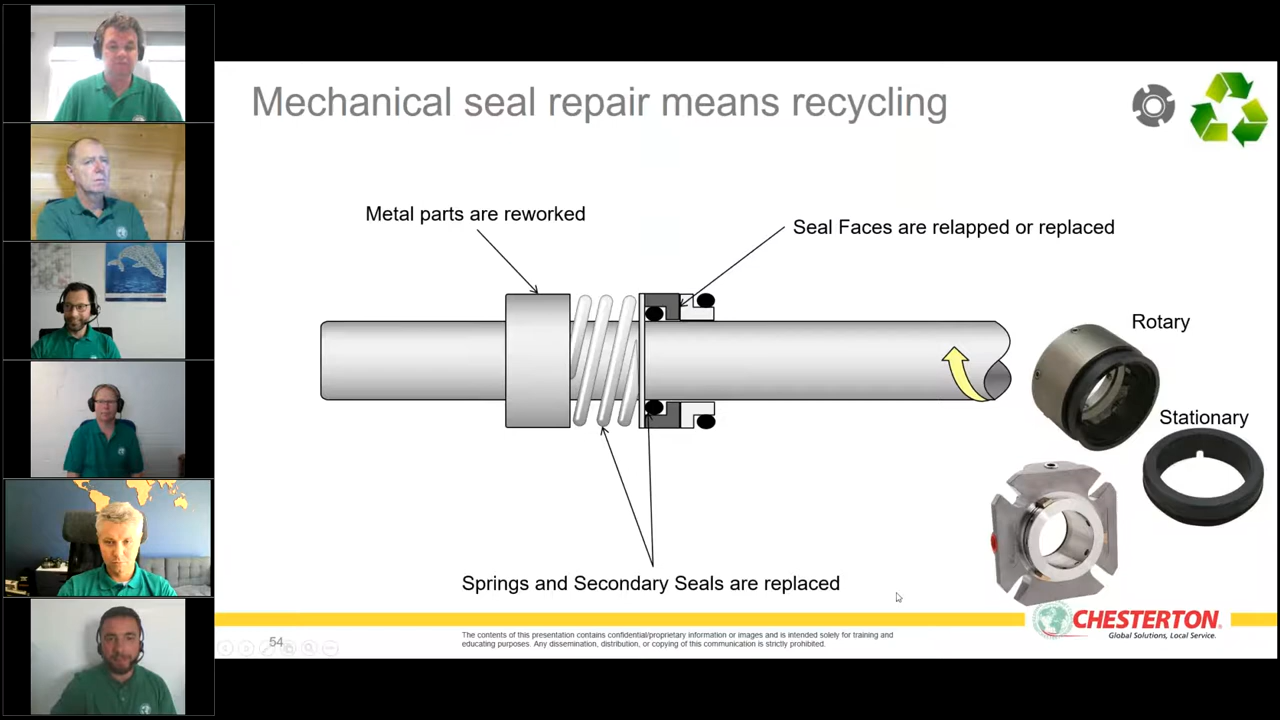 Mechanical seal repair means recycling
Metal parts are reworked
Seal Faces are relapped or replaced
Rotary
Stationary
Springs and Secondary Seals are replaced
CHESTERTON®
Global Solutions, Local Service.
54
The contents of this presentation contains confidential/proprietary information or images and is intended solely for training and
educating purposes. Any dissemination, distribution, or copying of this communication is strictly prohibited.